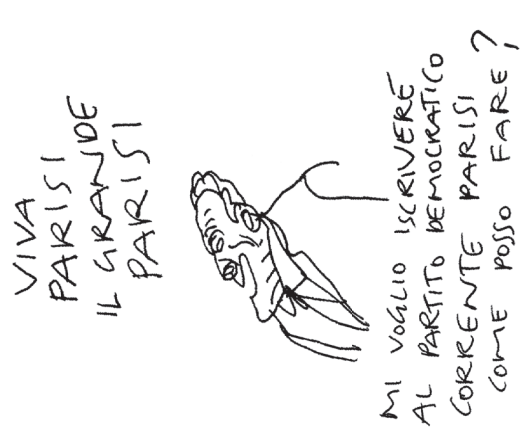 VIVA
PARISI
IL GRANDE
PARISI
MI VOGLIO ISCRIVERE
AL PARTITO DEMOCRATICO
CORRENTE PARISI
COME POSSO FARE?